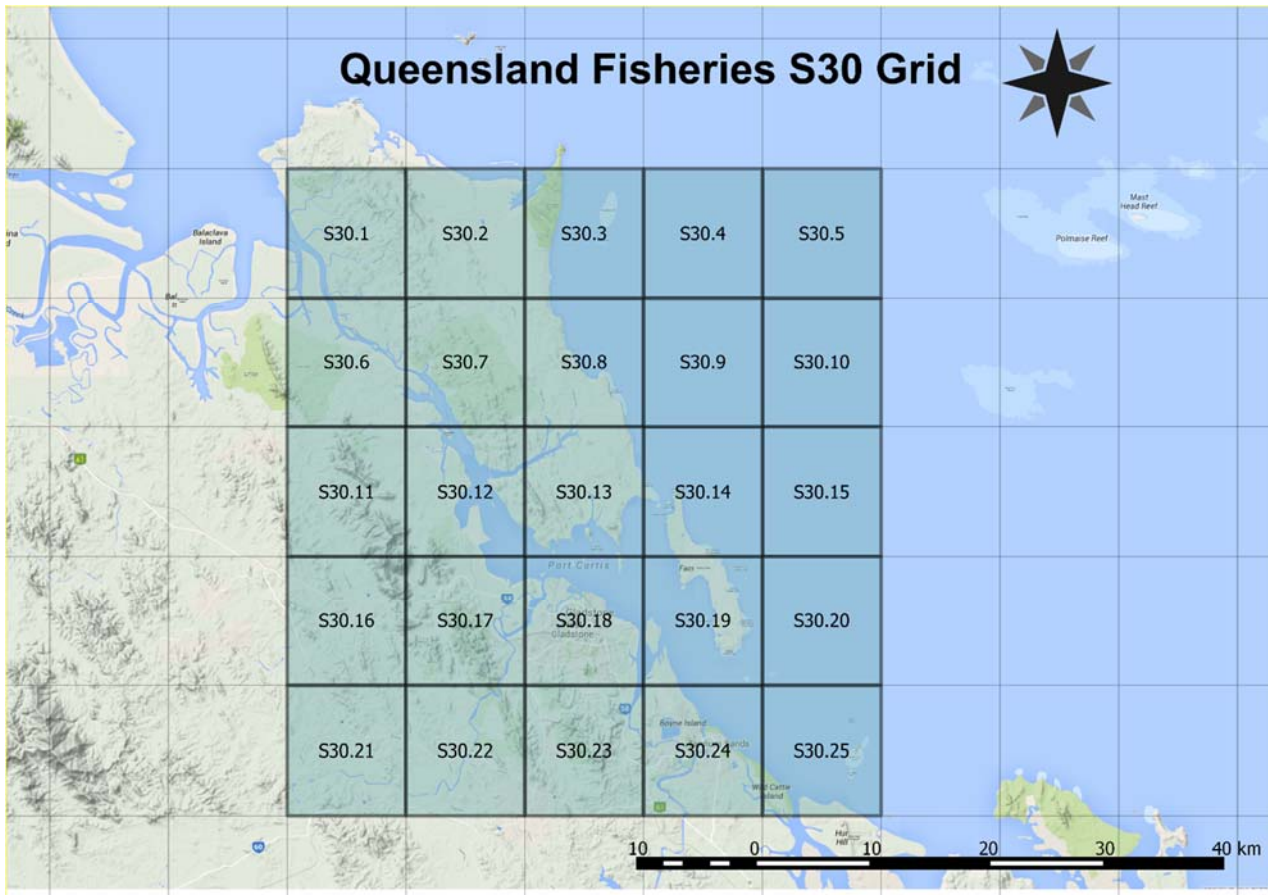 Queensland Fisheries S30 Grid
Mast
Head Reef
Polmaise Reef
Balaclava
Island
S30.1
S30.2
S30.3
S30.4
S30.5
S30.6
S30.7
S30.8
S30.9
S30.10
S30.11
S30.12
S30.13
S30.14
S30.15
Port Curtis
S30.16
S30.17
S30.18
S30.19
S30.20
Gladstone
Gladstone
Boyne Island
S30.21
S30.22
S30.23
S30.24
S30.25
Wild Cattle
Island
Hill
60
10
0
10
20
30
40 km